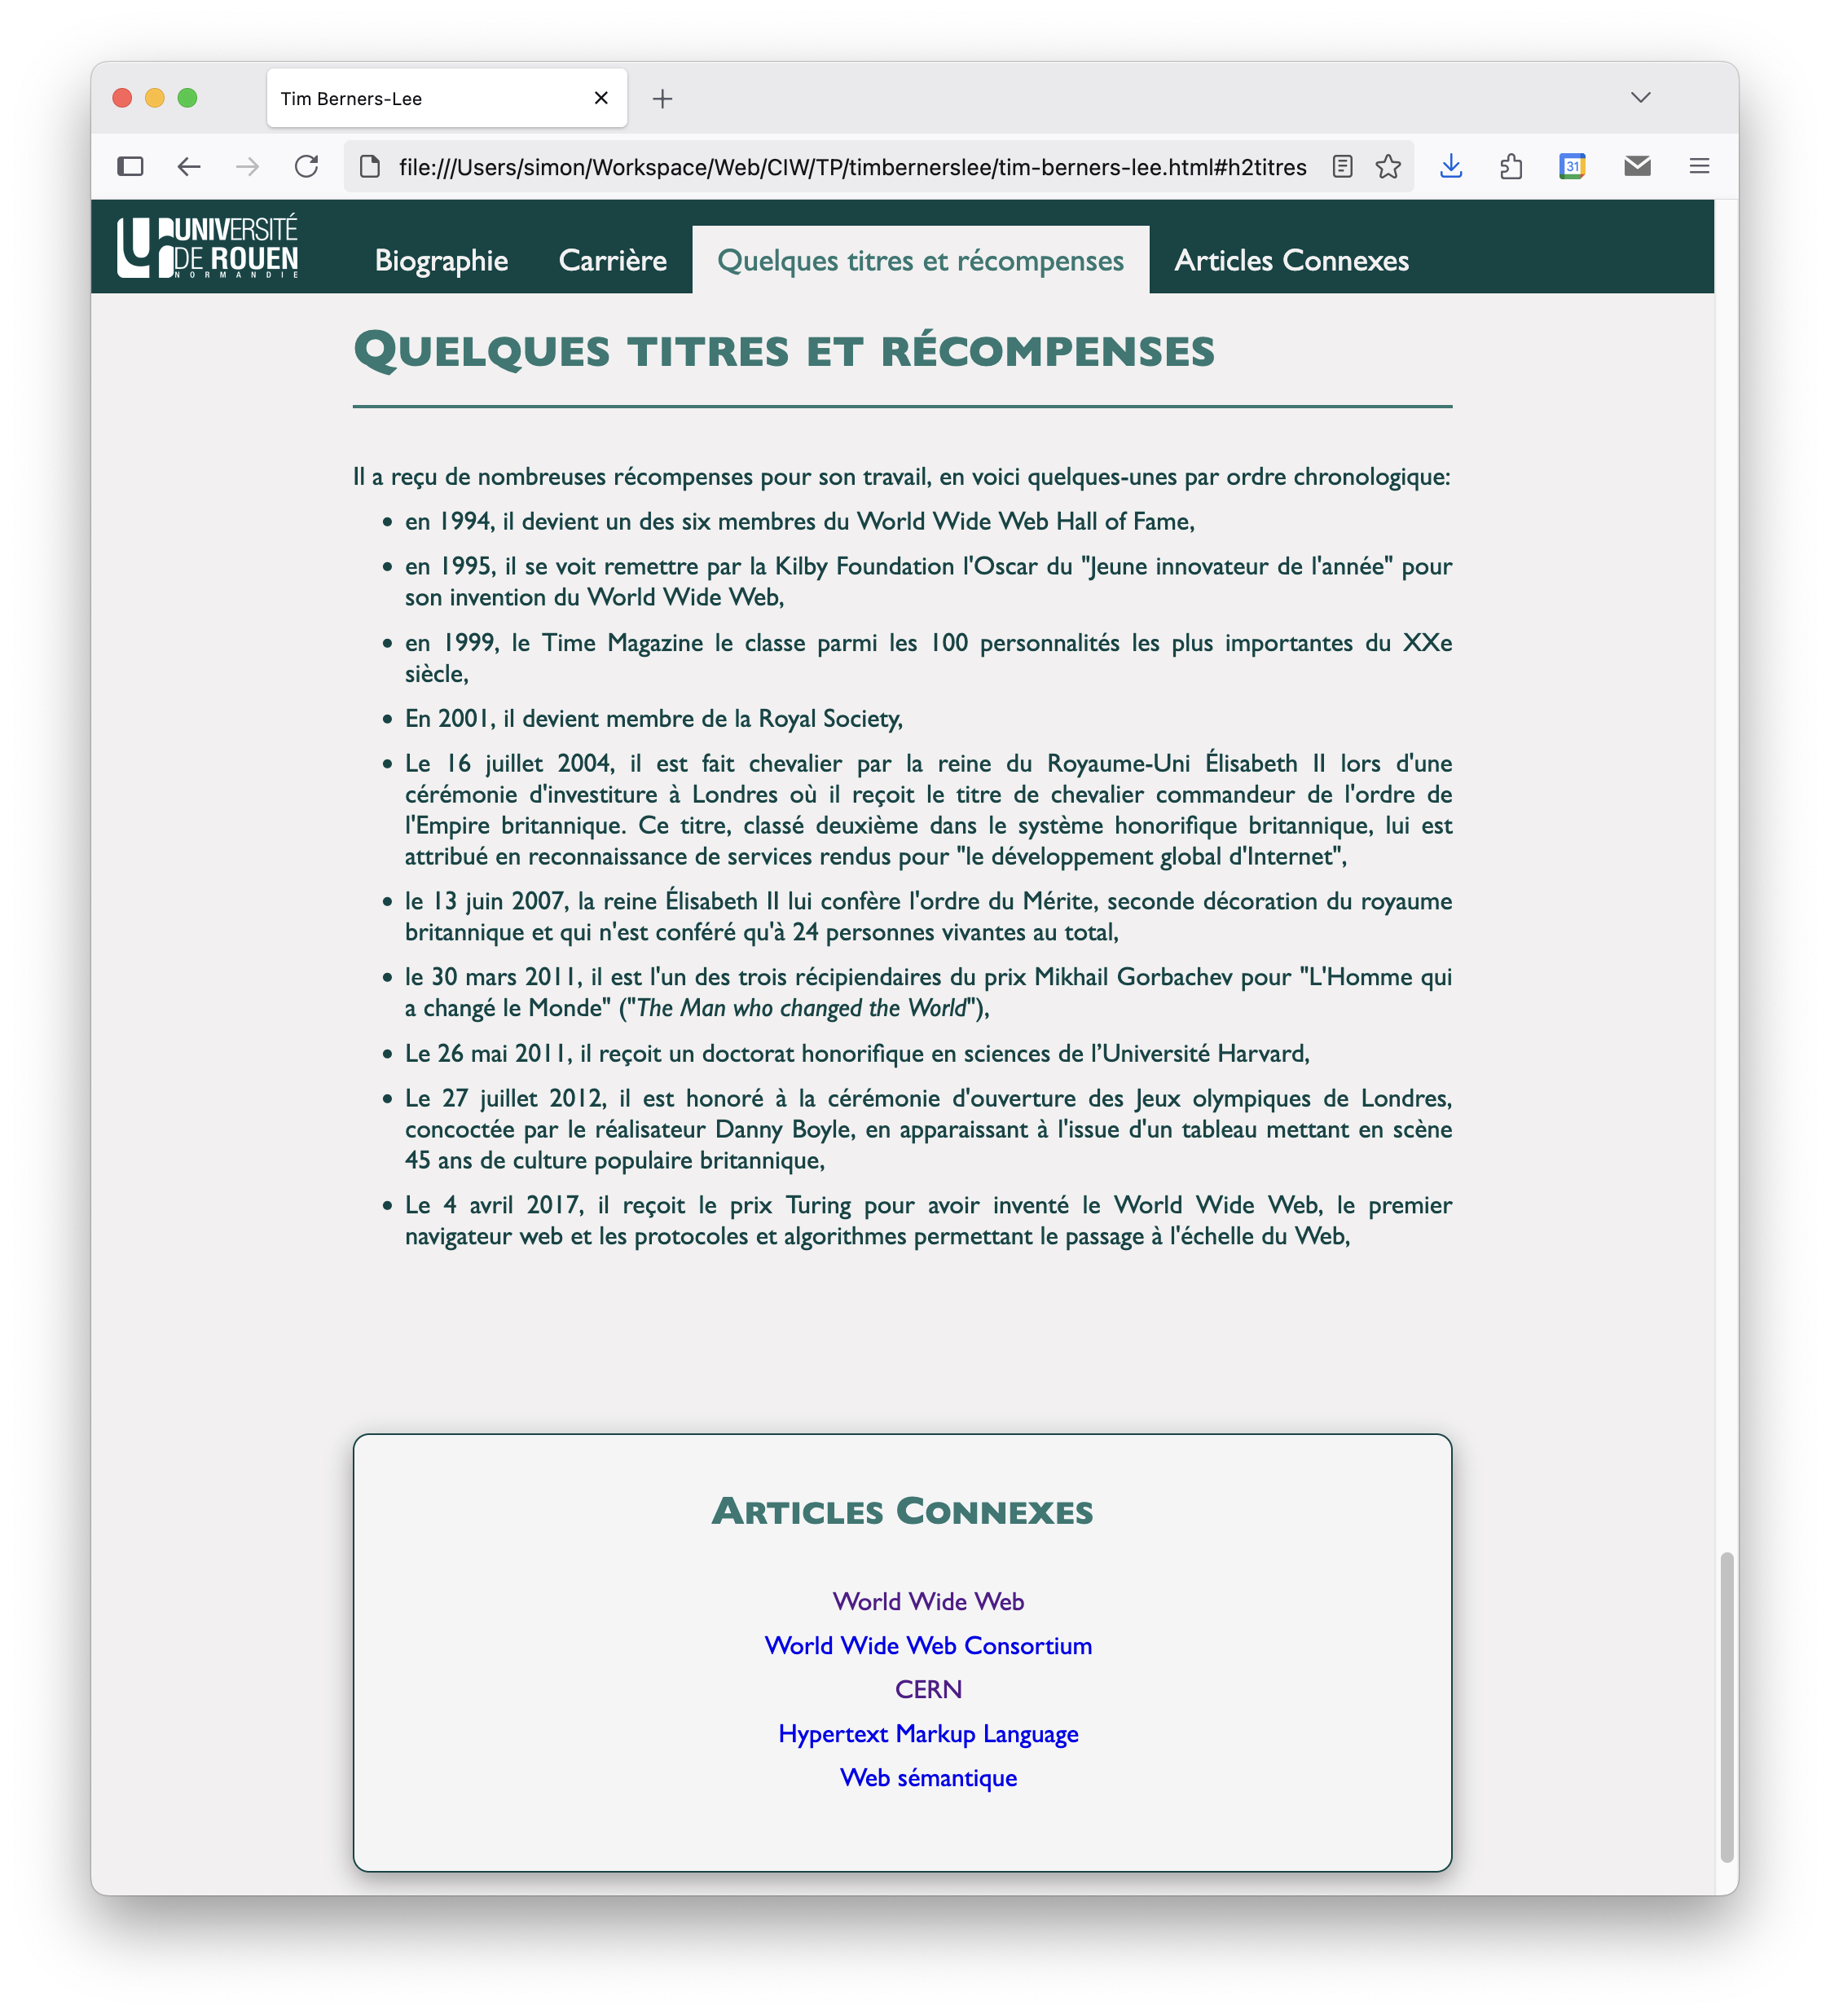 Tim Berners-Lee
file:///Users/simon/Workspace/Web/CIW/TP/timbernerslee/tim-berners-lee.html#h2titres
31
UNIVERSITÉ
DE ROUEN
NORMANDIE
Biographie
Carrière
Quelques titres et récompenses
Articles Connexes
QUELQUES TITRES ET RÉCOMPENSES
Il a reçu de nombreuses récompenses pour son travail, en voici quelques-unes par ordre chronologique:
• en 1994, il devient un des six membres du World Wide Web Hall of Fame,
• en 1995, il se voit remettre par la Kilby Foundation l'Oscar du "Jeune innovateur de l'année" pour
son invention du World Wide Web,
• en 1999, le Time Magazine le classe parmi les 100 personnalités les plus importantes du XXe
siècle,
• En 2001, il devient membre de la Royal Society,
• Le 16 juillet 2004, il est fait chevalier par la reine du Royaume-Uni Élisabeth II lors d'une
cérémonie d'investiture à Londres où il reçoit le titre de chevalier commandeur de l'ordre de
l'Empire britannique. Ce titre, classé deuxième dans le système honorifique britannique, lui est
attribué en reconnaissance de services rendus pour "le développement global d'Internet",
• le 13 juin 2007, la reine Élisabeth II lui confère l'ordre du Mérite, seconde décoration du royaume
britannique et qui n'est conféré qu'à 24 personnes vivantes au total,
• le 30 mars 2011, il est l'un des trois récipiendaires du prix Mikhail Gorbachev pour "L'Homme qui
a changé le Monde" ("The Man who changed the World"),
• Le 26 mai 2011, il reçoit un doctorat honorifique en sciences de l’Université Harvard,
• Le 27 juillet 2012, il est honoré à la cérémonie d'ouverture des Jeux olympiques de Londres,
concoctée par le réalisateur Danny Boyle, en apparaissant à l'issue d'un tableau mettant en scène
45 ans de culture populaire britannique,
• Le 4 avril 2017, il reçoit le prix Turing pour avoir inventé le World Wide Web, le premier
navigateur web et les protocoles et algorithmes permettant le passage à l'échelle du Web,
ARTICLES CONNEXES
World Wide Web
World Wide Web Consortium
CERN
Hypertext Markup Language
Web sémantique